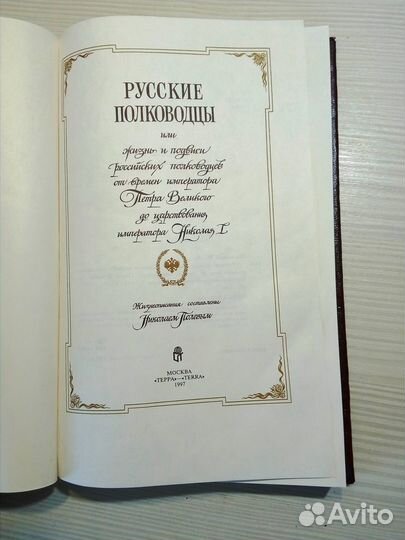 РУССКИЕ
ПОЛКОВОДЦЫ
или
жизнь и подвиги
российских полководцев
от времен императора
Петра Великого
до царствования
императора Николая I
Жизнеописания составлены
Николаем Полевым
МОСКВА
«ТЕРРА»—«TERRA»
1997
Avito